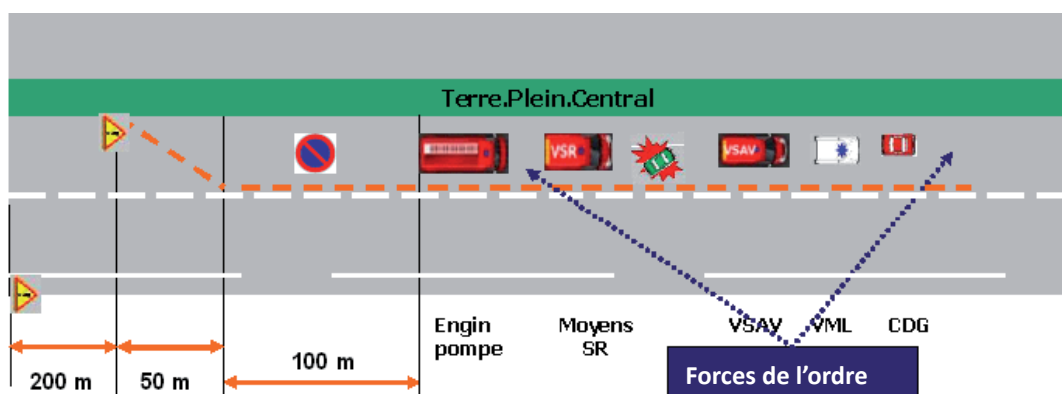 Terre.Plein.Central
VSR
VSAV
Engin
pompe
Moyens
SR
VSAV
VML
CDG
200 m
50 m
100 m
Forces de l’ordre